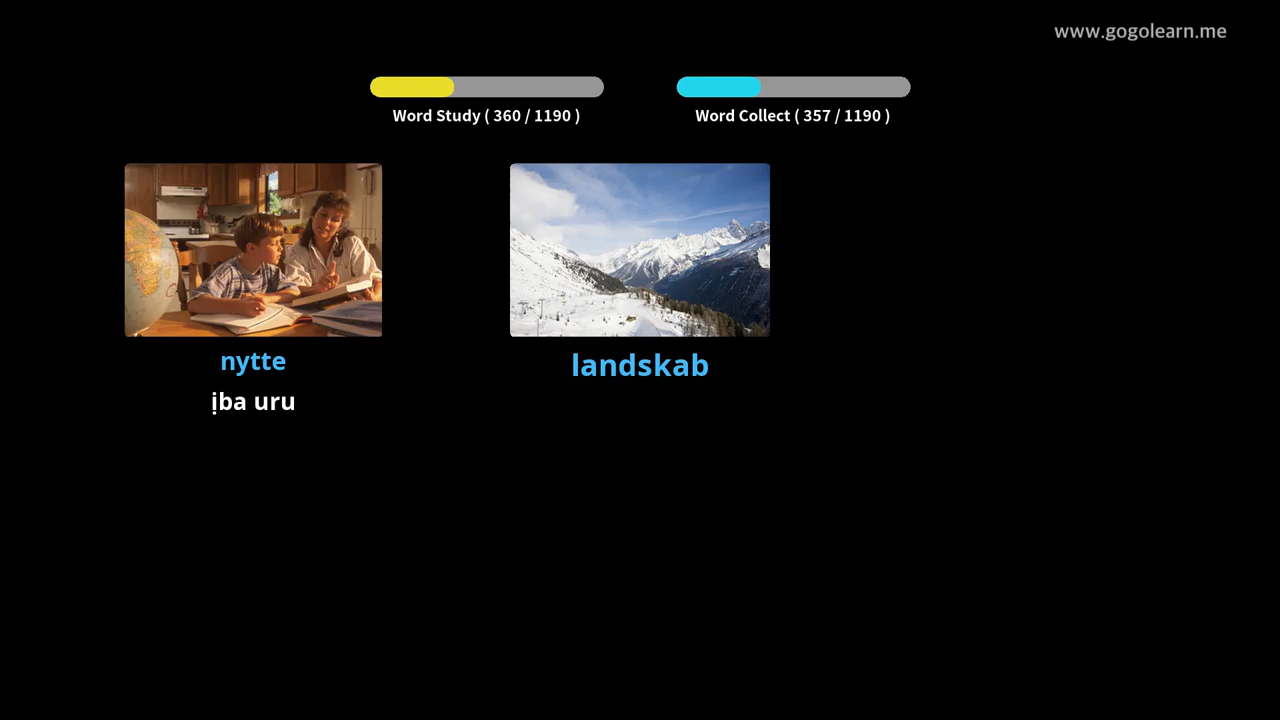 www.gogolearn.me
Word Study ( 360 / 1190 )
Word Collect ( 357 / 1190 )
nytte
ịba uru
landskab